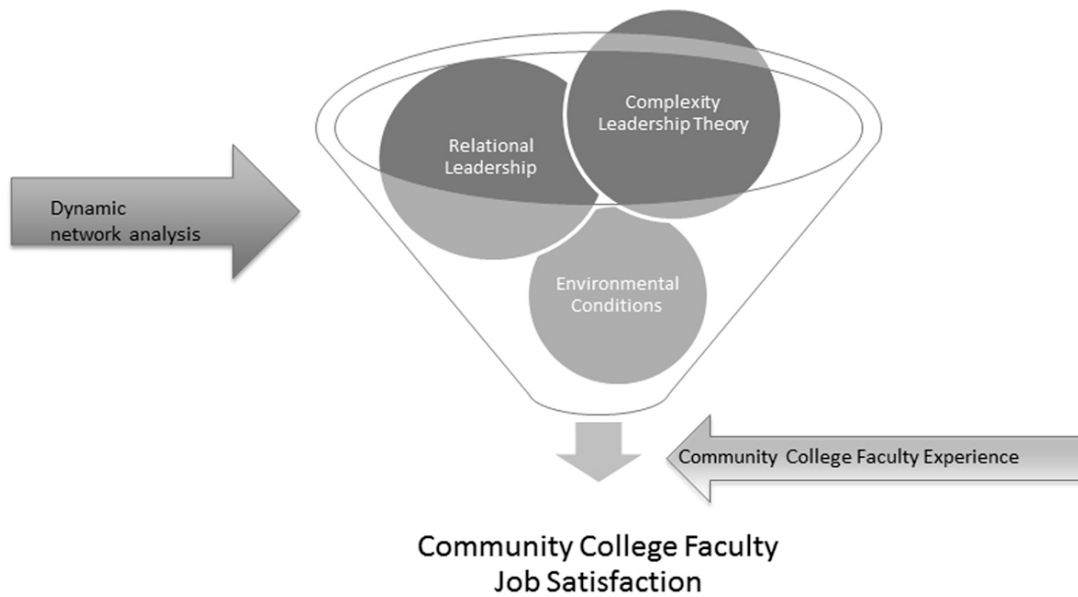 Complexity
Leadership Theory
Relational
Leadership
Dynamic
network analysis
Environmental
Conditions
Community College Faculty Experience
Community College Faculty
Job Satisfaction